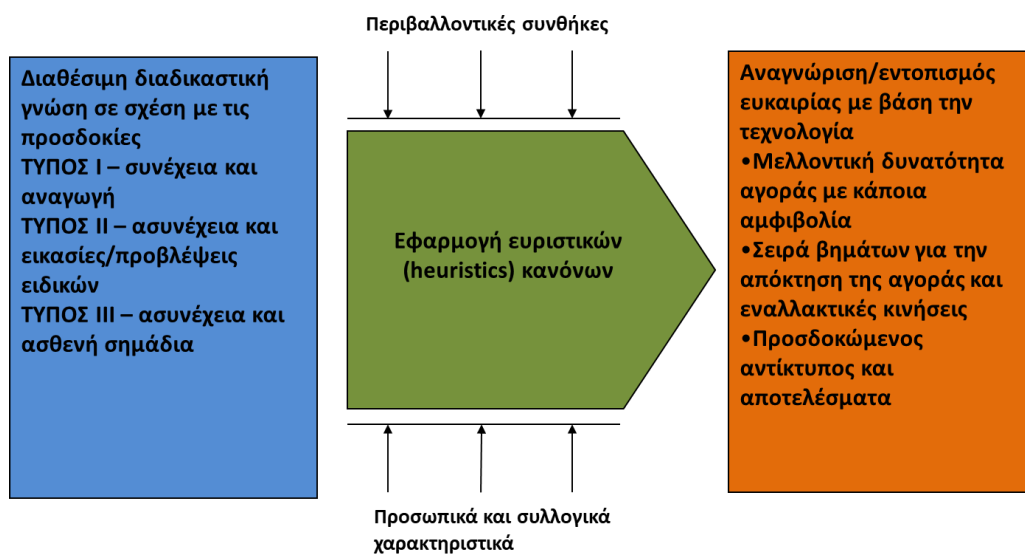 Περιβαλλοντικές συνθήκες
Διαθέσιμη διαδικαστική
γνώση σε σχέση με τις
προσδοκίες
ΤΥΠΟΣ Ι – συνέχεια και
αναγωγή
ΤΥΠΟΣ ΙΙ – ασυνέχεια και
εικασίες/προβλέψεις
ειδικών
ΤΥΠΟΣ ΙΙΙ – ασυνέχεια και
ασθενή σημάδια
Εφαρμογή ευριστικών
(heuristics) κανόνων
Αναγνώριση/εντοπισμός
ευκαιρίας με βάση την
τεχνολογία
•Μελλοντική δυνατότητα
αγοράς με κάποια
αμφιβολία
•Σειρά βημάτων για την
απόκτηση της αγοράς και
εναλλακτικές κινήσεις
•Προσδοκώμενος
αντίκτυπος και
αποτελέσματα
Προσωπικά και συλλογικά
χαρακτηριστικά